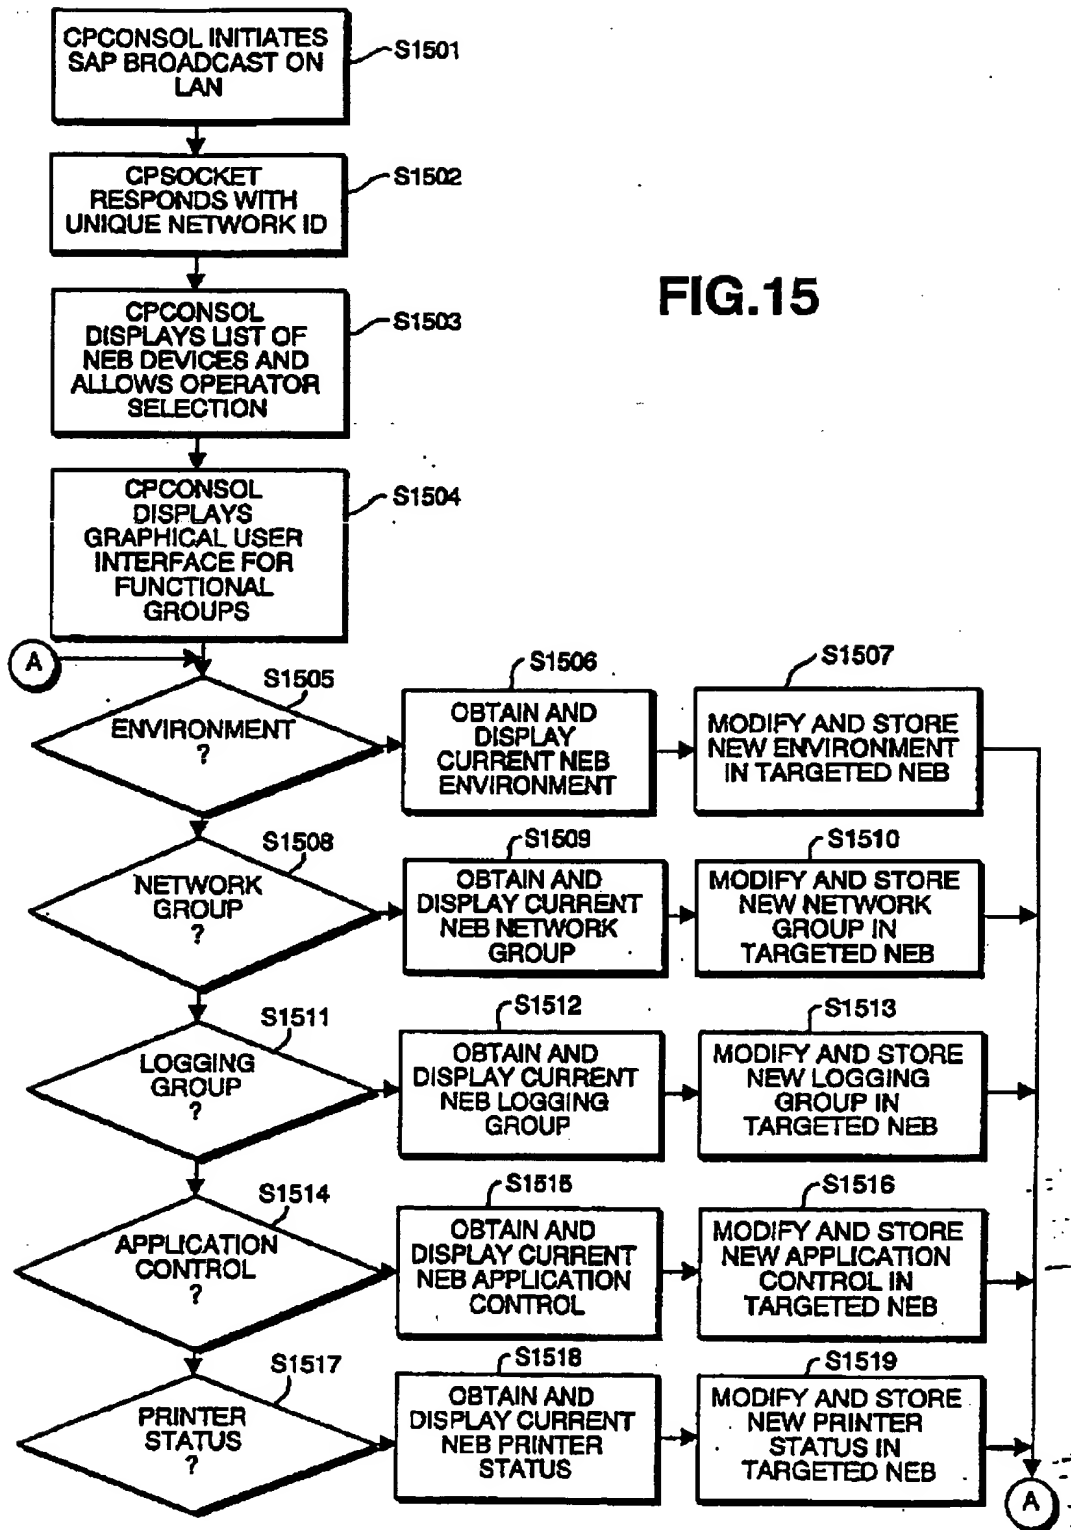 CPCONSOL INITIATES
SAP BROADCAST ON
LAN
S1501
CPSOCKET
RESPONDS WITH
UNIQUE NETWORK ID
S1502
FIG.15
CPCONSOL
DISPLAYS LIST OF
NEB DEVICES AND
ALLOWS OPERATOR
SELECTION
S1503
CPCONSOL
DISPLAYS
GRAPHICAL USER
INTERFACE FOR
FUNCTIONAL
GROUPS
S1504
A
S1505
ENVIRONMENT
?
S1506
OBTAIN AND
DISPLAY
CURRENT NEB
ENVIRONMENT
S1507
MODIFY AND STORE
NEW ENVIRONMENT
IN TARGETED NEB
S1508
NETWORK
GROUP
?
S1509
OBTAIN AND
DISPLAY CURRENT
NEB NETWORK
GROUP
S1510
MODIFY AND STORE
NEW NETWORK
GROUP IN
TARGETED NEB
S1511
LOGGING
GROUP
?
S1512
OBTAIN AND
DISPLAY CURRENT
NEB LOGGING
GROUP
S1513
MODIFY AND STORE
NEW LOGGING
GROUP IN
TARGETED NEB
S1514
APPLICATION
CONTROL
?
S1515
OBTAIN AND
DISPLAY CURRENT
NEB APPLICATION
CONTROL
S1516
MODIFY AND STORE
NEW APPLICATION
CONTROL IN
TARGETED NEB
S1517
PRINTER
STATUS
?
S1518
OBTAIN AND
DISPLAY CURRENT
NEB PRINTER
STATUS
S1519
MODIFY AND STORE
NEW PRINTER
STATUS IN
TARGETED NEB
A